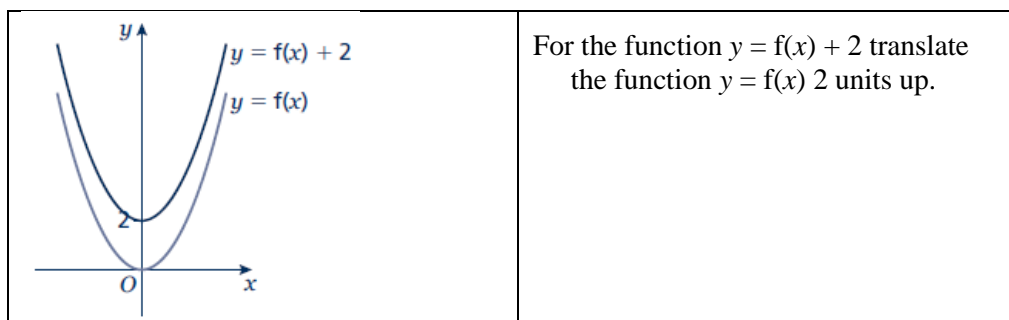 y
y = f(x) + 2
y = f(x)
2
O
x
For the function y = f(x) + 2 translate
the function y = f(x) 2 units up.